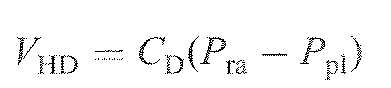 V_HD = C_D(P_ra − P_pl)